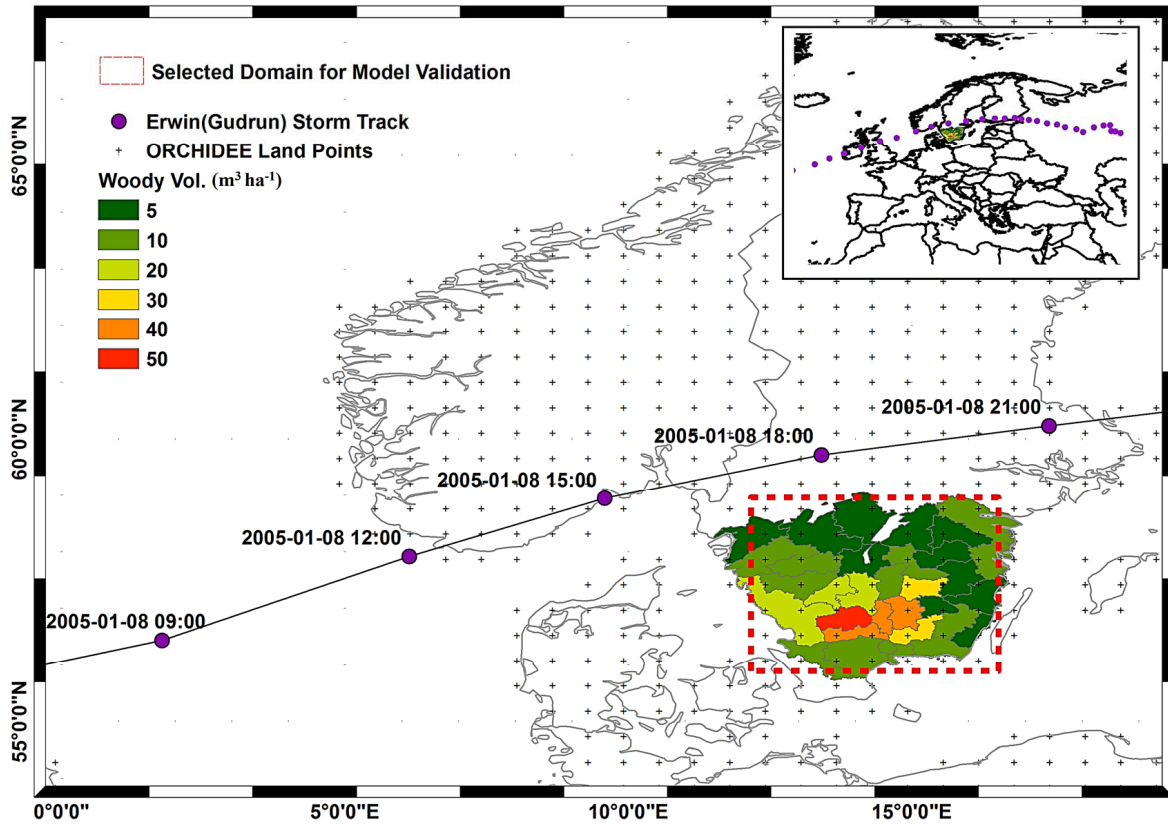 Selected Domain for Model Validation
Erwin(Gudrun) Storm Track
ORCHIDEE Land Points
Woody Vol. (m³ ha⁻¹)
5
10
20
30
40
50
2005-01-08 21:00
2005-01-08 18:00
2005-01-08 15:00
2005-01-08 12:00
2005-01-08 09:00
65°0'0"N
60°0'0"N
55°0'0"N
0°0'0"
5°0'0"E
10°0'0"E
15°0'0"E